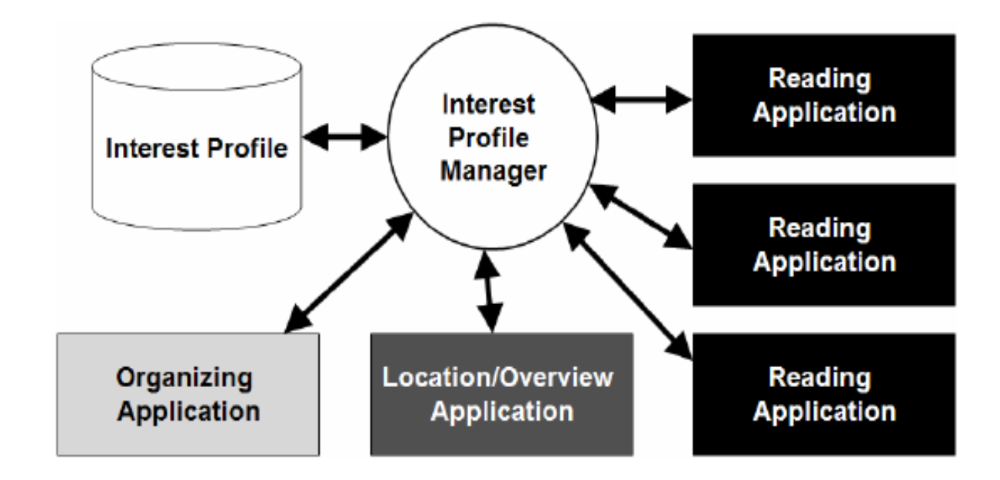 Interest Profile
Interest
Profile
Manager
Reading
Application
Reading
Application
Reading
Application
Organizing
Application
Location/Overview
Application